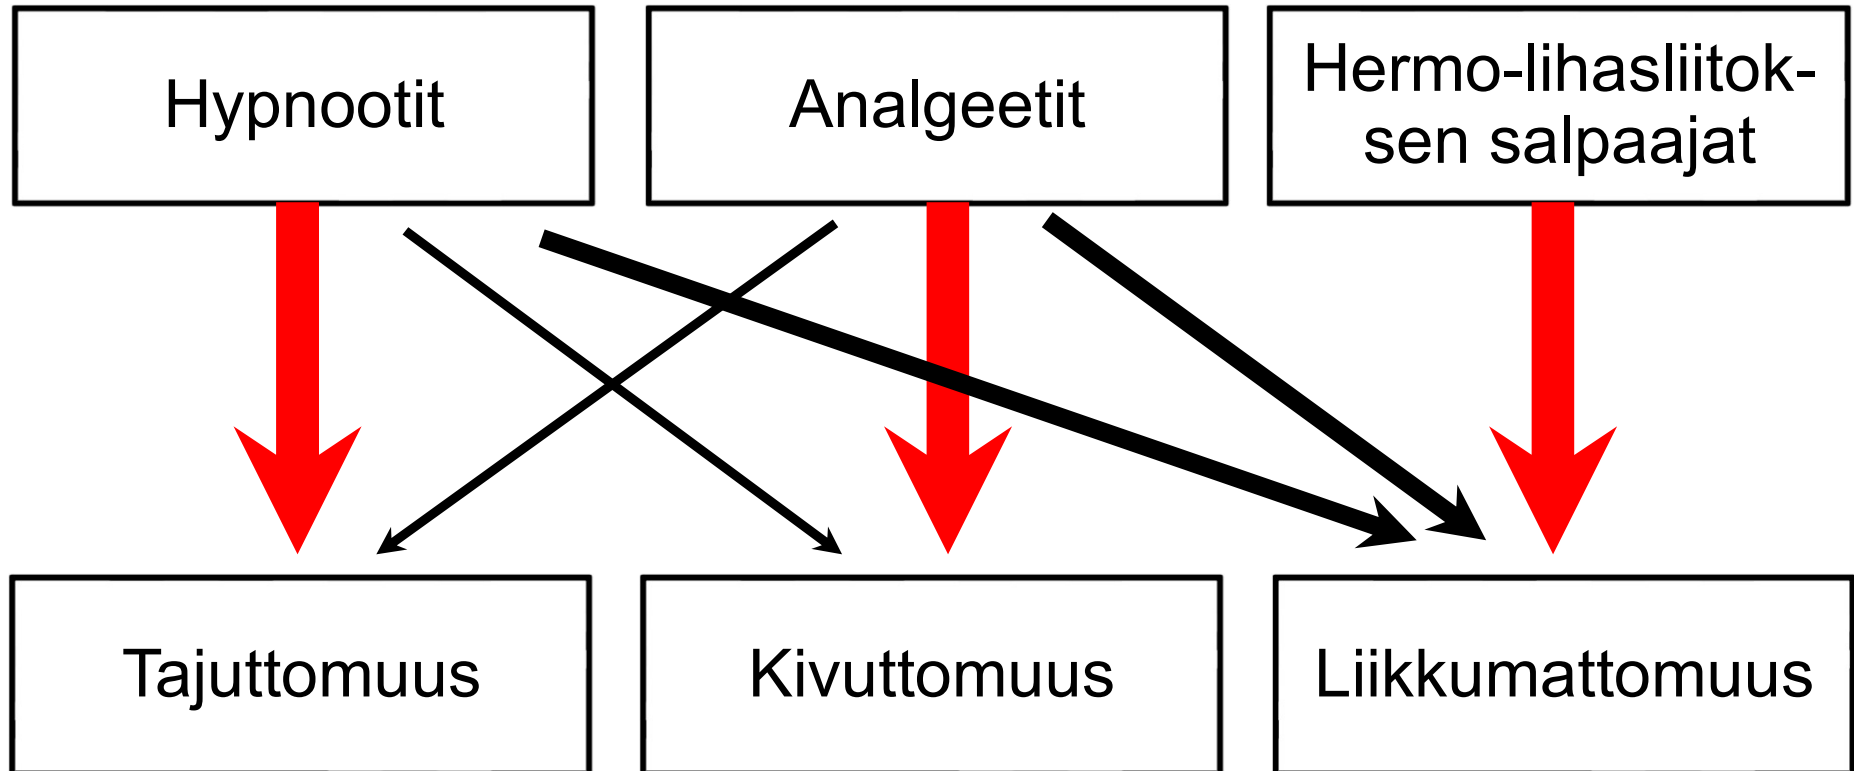 Hypnootit
Analgeetit
Hermo-lihasliitok-
sen salpaajat
Tajuttomuus
Kivuttomuus
Liikkumattomuus